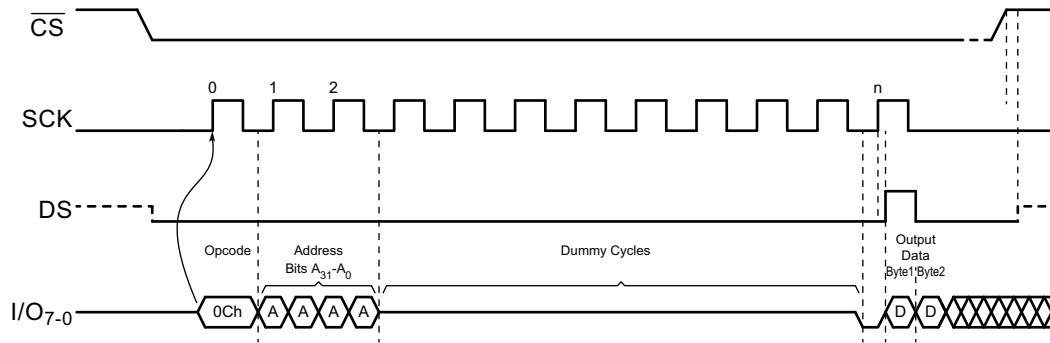 CS
0 1 2 n
SCK
DS
Opcode
Address
Bits A31-A0
Dummy Cycles
Output
Data
Byte1 Byte2
I/O7-0
0Ch A A A A D D